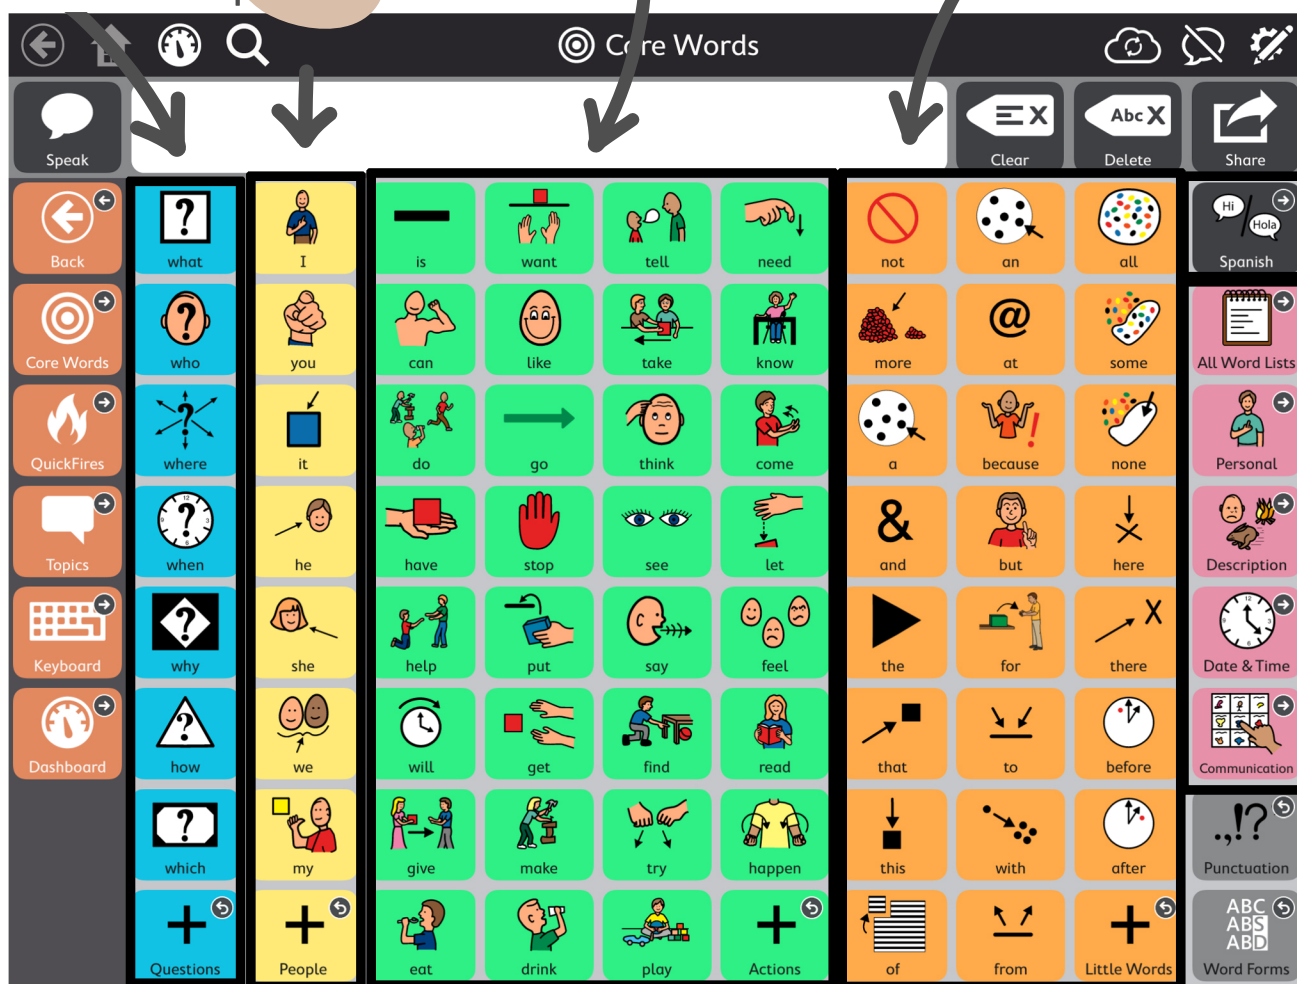 Core Words
Speak
Abc X
X
Clear
Delete
Share
Back
what
I
is
want
tell
need
not
an
all
Hi
Hola
Spanish
Core Words
who
you
can
like
take
know
more
@
at
some
All Word Lists
QuickFires
where
it
do
go
think
come
a
because
none
Personal
Topics
when
he
have
stop
see
let
&
and
but
here
Description
Keyboard
why
she
help
put
say
feel
the
for
X
there
Date & Time
Dashboard
how
we
will
get
find
read
that
to
before
Communication
which
my
give
make
try
happen
this
with
after
.,!?
Punctuation
Questions
People
eat
drink
play
Actions
of
from
Little Words
ABC
ABS
ABD
Word Forms